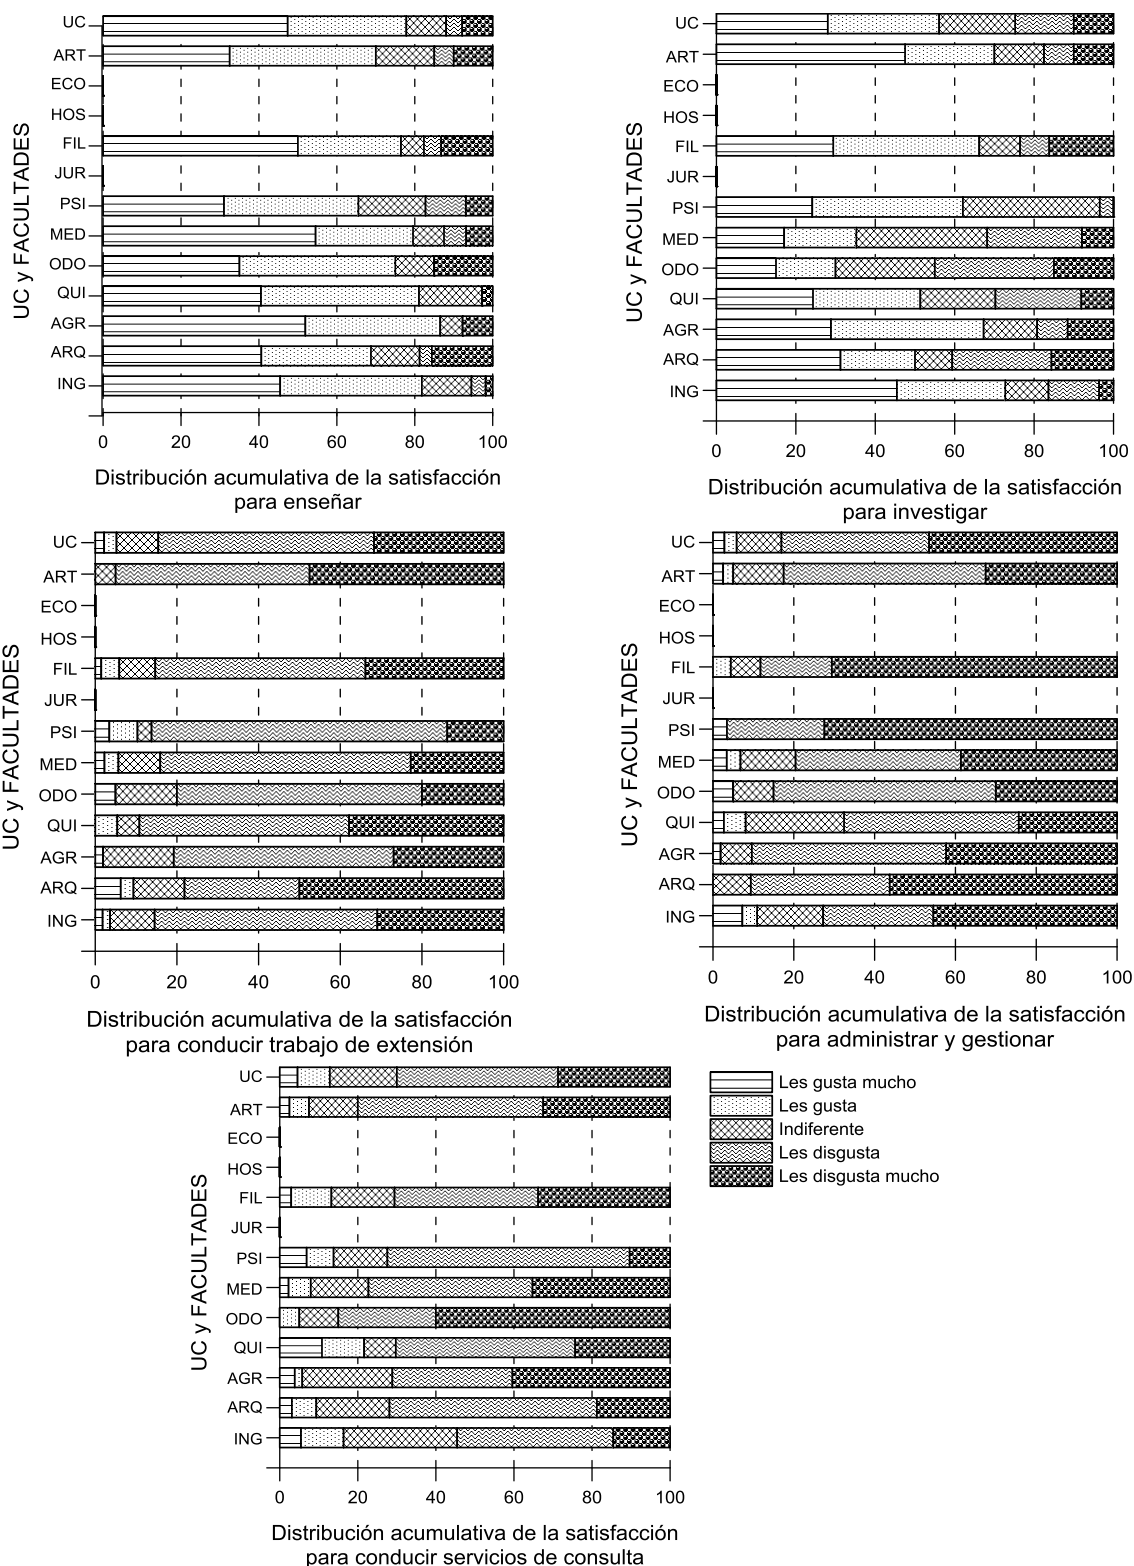 UC
ART
ECO
HOS
FIL
JUR
PSI
MED
ODO
QUI
AGR
ARQ
ING
UC y FACULTADES
0 20 40 60 80 100
Distribución acumulativa de la satisfacción
para enseñar
UC
ART
ECO
HOS
FIL
JUR
PSI
MED
ODO
QUI
AGR
ARQ
ING
UC y FACULTADES
0 20 40 60 80 100
Distribución acumulativa de la satisfacción
para investigar
UC
ART
ECO
HOS
FIL
JUR
PSI
MED
ODO
QUI
AGR
ARQ
ING
UC y FACULTADES
0 20 40 60 80 100
Distribución acumulativa de la satisfacción
para conducir trabajo de extensión
UC
ART
ECO
HOS
FIL
JUR
PSI
MED
ODO
QUI
AGR
ARQ
ING
UC y FACULTADES
0 20 40 60 80 100
Distribución acumulativa de la satisfacción
para administrar y gestionar
UC
ART
ECO
HOS
FIL
JUR
PSI
MED
ODO
QUI
AGR
ARQ
ING
UC y FACULTADES
0 20 40 60 80 100
Distribución acumulativa de la satisfacción
para conducir servicios de consulta
Les gusta mucho
Les gusta
Indiferente
Les disgusta
Les disgusta mucho